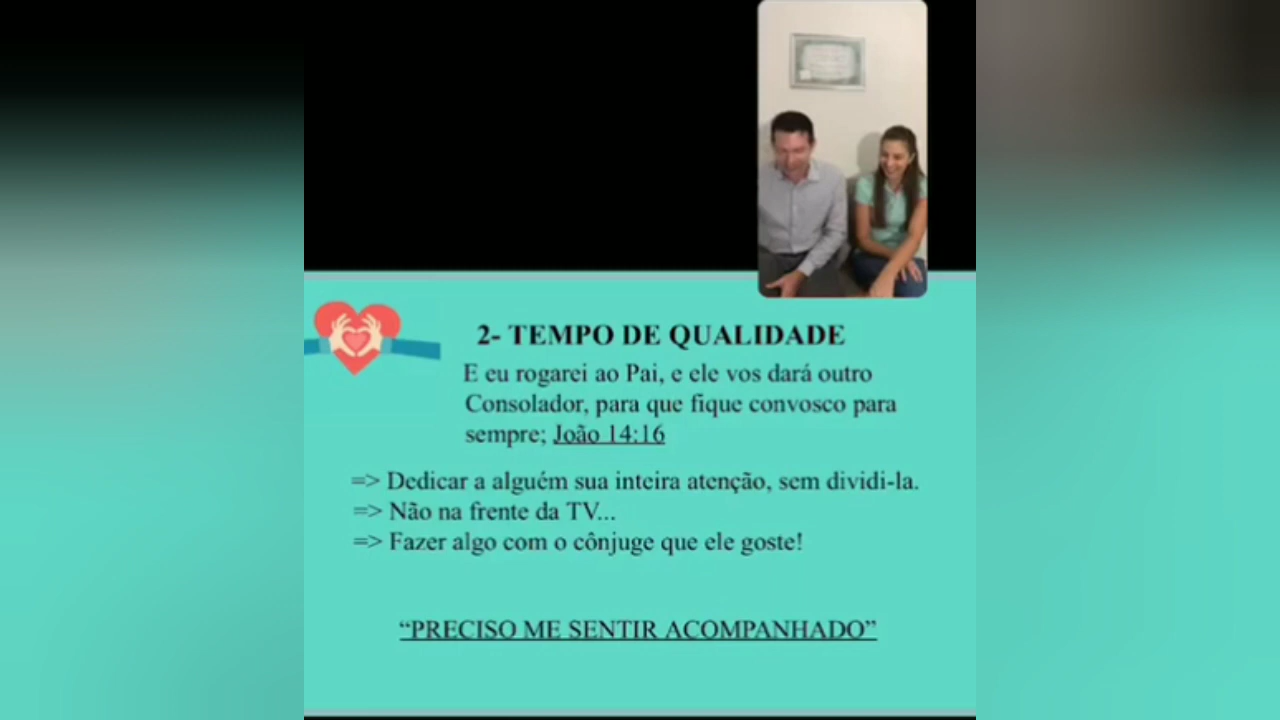 2- TEMPO DE QUALIDADE
E eu rogarei ao Pai, e ele vos dará outro
Consolador, para que fique convosco para
sempre; João 14:16
=> Dedicar a alguém sua inteira atenção, sem dividi-la.
=> Não na frente da TV...
=> Fazer algo com o cônjuge que ele goste!
“PRECISO ME SENTIR ACOMPANHADO”